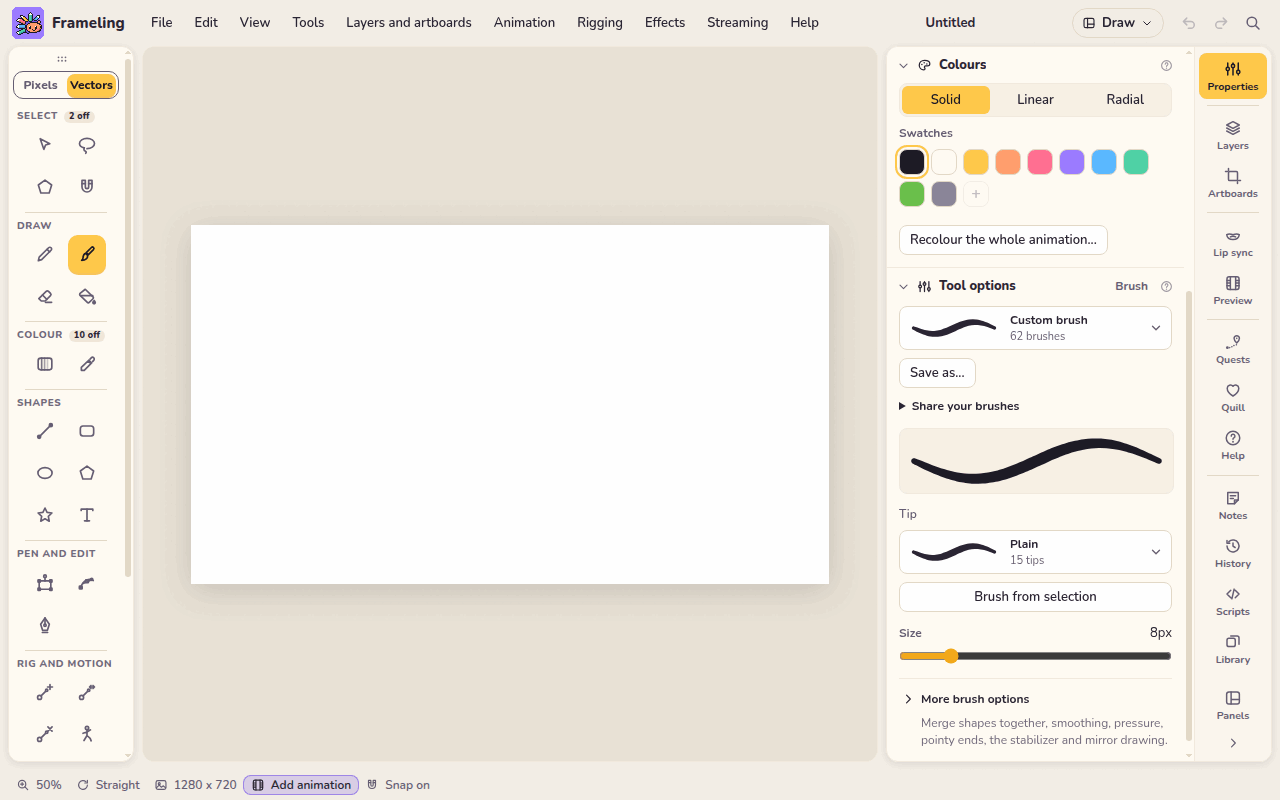 Frameling File Edit View Tools Layers and artboards Animation Rigging Effects Streaming Help Untitled Draw
Pixels Vectors
SELECT 2 off
DRAW
COLOUR 10 off
SHAPES
PEN AND EDIT
RIG AND MOTION
Colours
Solid Linear Radial
Swatches
+
Recolour the whole animation...
Tool options Brush
Custom brush
62 brushes
Save as...
Share your brushes
Tip
Plain
15 tips
Brush from selection
Size 8px
More brush options
Merge shapes together, smoothing, pressure,
pointy ends, the stabilizer and mirror drawing.
Properties
Layers
Artboards
Lip sync
Preview
Quests
Quill
Help
Notes
History
Scripts
Library
Panels
50% Straight 1280 x 720 Add animation Snap on